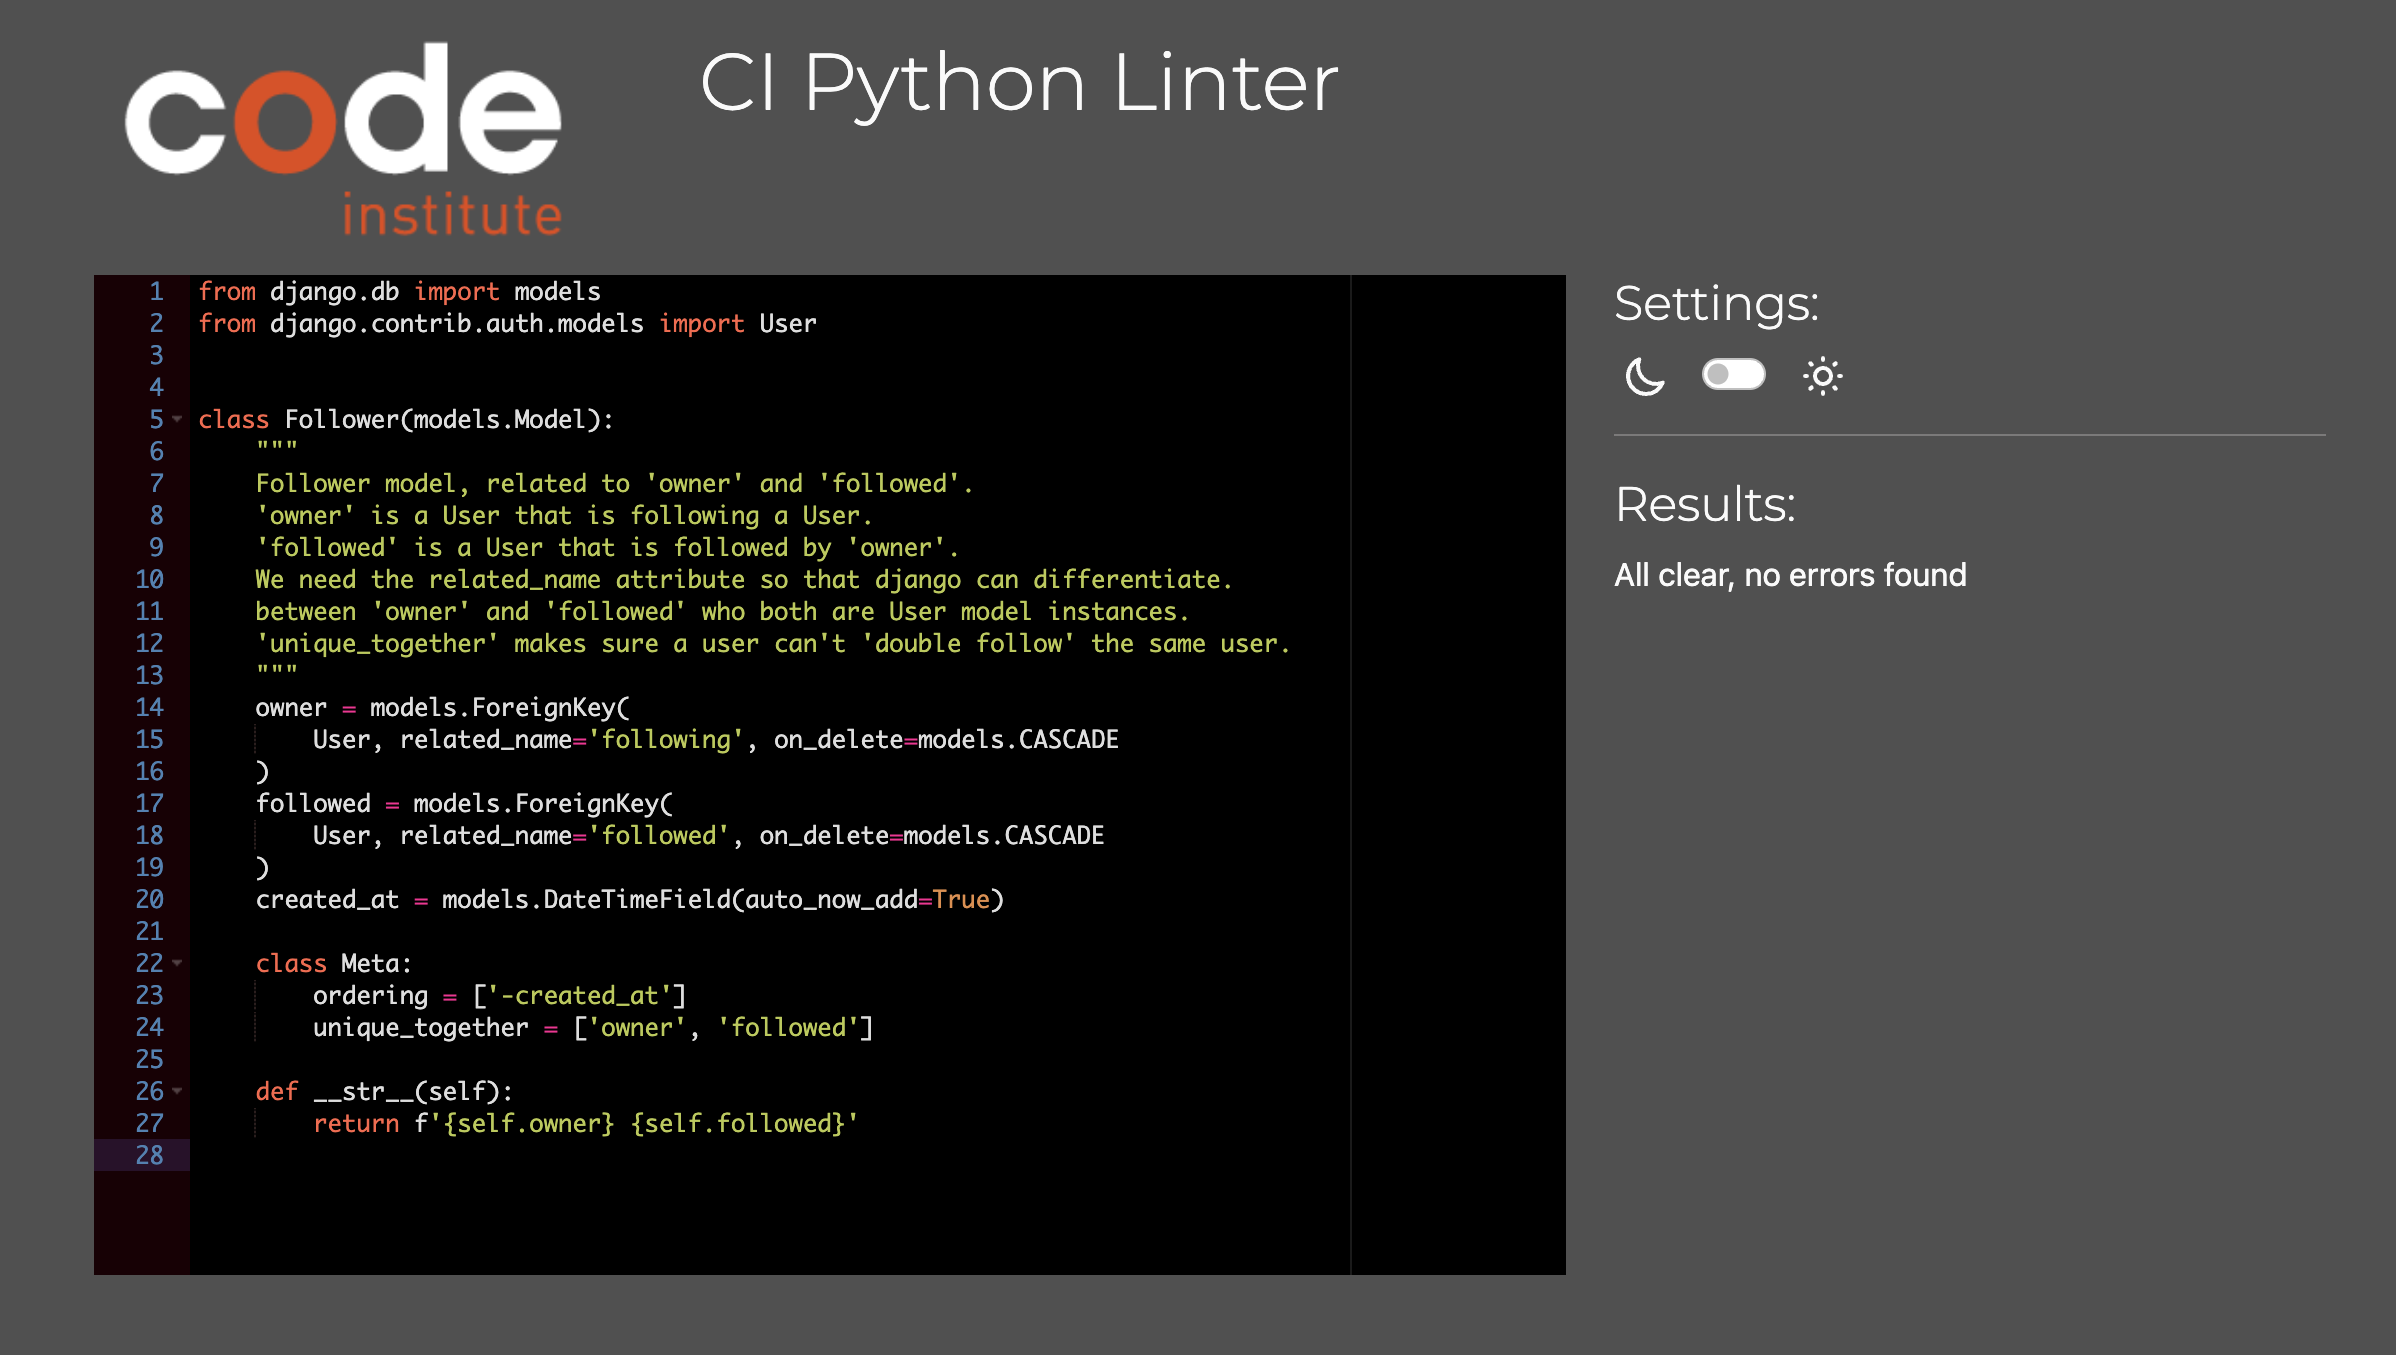 code
institute
CI Python Linter
1 from django.db import models
2 from django.contrib.auth.models import User
3
4
5 class Follower(models.Model):
6     """
7     Follower model, related to 'owner' and 'followed'.
8     'owner' is a User that is following a User.
9     'followed' is a User that is followed by 'owner'.
10     We need the related_name attribute so that django can differentiate.
11     between 'owner' and 'followed' who both are User model instances.
12     'unique_together' makes sure a user can't 'double follow' the same user.
13     """
14     owner = models.ForeignKey(
15         User, related_name='following', on_delete=models.CASCADE
16     )
17     followed = models.ForeignKey(
18         User, related_name='followed', on_delete=models.CASCADE
19     )
20     created_at = models.DateTimeField(auto_now_add=True)
21
22     class Meta:
23         ordering = ['-created_at']
24         unique_together = ['owner', 'followed']
25
26     def __str__(self):
27         return f'{self.owner} {self.followed}'
28
Settings:
Results:
All clear, no errors found